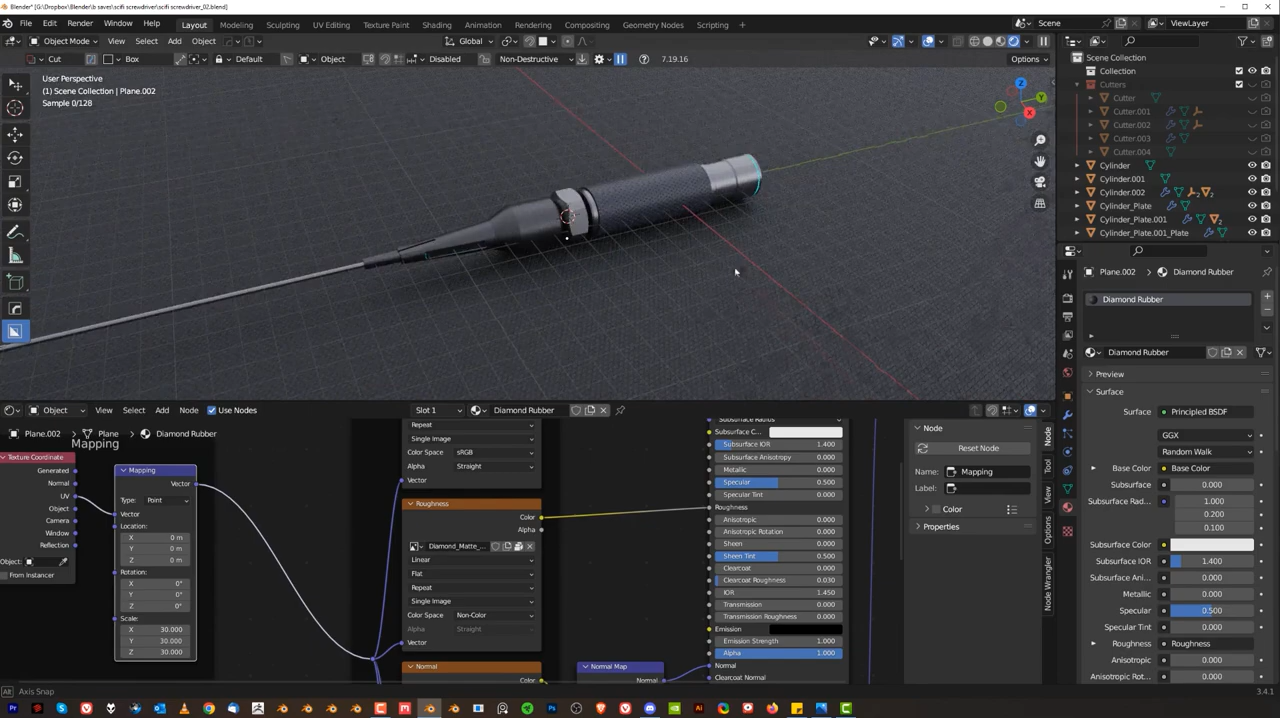 Blender* [G:\Dropbox\Blender\b saves\scifi screwdriver\scifi screwdriver_02.blend]
File Edit Render Window Help Layout Modeling Sculpting UV Editing Texture Paint Shading Animation Rendering Compositing Geometry Nodes Scripting + Scene ViewLayer
Object Mode View Select Add Object Global
Cut Box Default Object Disabled Non-Destructive 7.19.16 Options
User Perspective
(1) Scene Collection | Plane.002
Sample 0/128
Z
Y
X
Scene Collection
Collection
Cutters
Cutter
Cutter.001
Cutter.002
Cutter.003
Cutter.004
Cylinder
Cylinder.001
Cylinder.002
Cylinder_Plate
Cylinder_Plate.001
Cylinder_Plate.001_Plate
Plane.002 Diamond Rubber
Diamond Rubber
Diamond Rubber
Preview
Surface
Surface Principled BSDF
GGX
Random Walk
Base Color Base Color
Subsurface 0.000
Subsurface Rad... 1.000
0.200
0.100
Subsurface Color
Subsurface IOR 1.400
Subsurface Ani... 0.000
Metallic 0.000
Specular 0.500
Specular Tint 0.000
Roughness Roughness
Anisotropic 0.000
Anisotropic Rotat... 0.000
Object View Select Add Node Use Nodes Slot 1 Diamond Rubber
Plane.002 Plane Diamond Rubber
Mapping
Texture Coordinate
Generated
Normal
UV
Object
Camera
Window
Reflection
Object:
From Instancer
Mapping
Vector
Type: Point
Vector
Location:
X 0 m
Y 0 m
Z 0 m
Rotation:
X 0°
Y 0°
Z 0°
Scale:
X 30.000
Y 30.000
Z 30.000
Repeat
Single Image
Color Space sRGB
Alpha Straight
Vector
Roughness
Color
Alpha
Diamond_Matte_...
Linear
Flat
Repeat
Single Image
Color Space Non-Color
Alpha Straight
Vector
Normal
Color
Normal Map
Normal
Subsurface Radius
Subsurface C...
Subsurface IOR 1.400
Subsurface Anisotropy 0.000
Metallic 0.000
Specular 0.500
Specular Tint 0.000
Roughness
Anisotropic 0.000
Anisotropic Rotation 0.000
Sheen 0.000
Sheen Tint 0.500
Clearcoat 0.000
Clearcoat Roughness 0.030
IOR 1.450
Transmission 0.000
Transmission Roughness 0.000
Emission
Emission Strength 1.000
Alpha 1.000
Normal
Clearcoat Normal
Node
Reset Node
Name: Mapping
Label:
Color
Properties
Node
Tool
View
Options
Node Wrangler
Alt Axis Snap
3.4.1